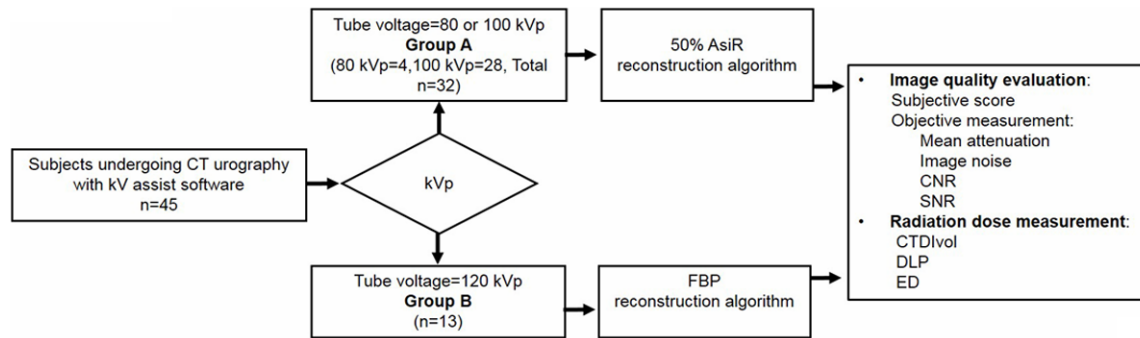 Subjects undergoing CT urography
with kV assist software
n=45
kVp
Tube voltage=80 or 100 kVp
Group A
(80 kVp=4,100 kVp=28, Total
n=32)
50% AsiR
reconstruction algorithm
Tube voltage=120 kVp
Group B
(n=13)
FBP
reconstruction algorithm
• Image quality evaluation:
Subjective score
Objective measurement:
Mean attenuation
Image noise
CNR
SNR
• Radiation dose measurement:
CTDIvol
DLP
ED